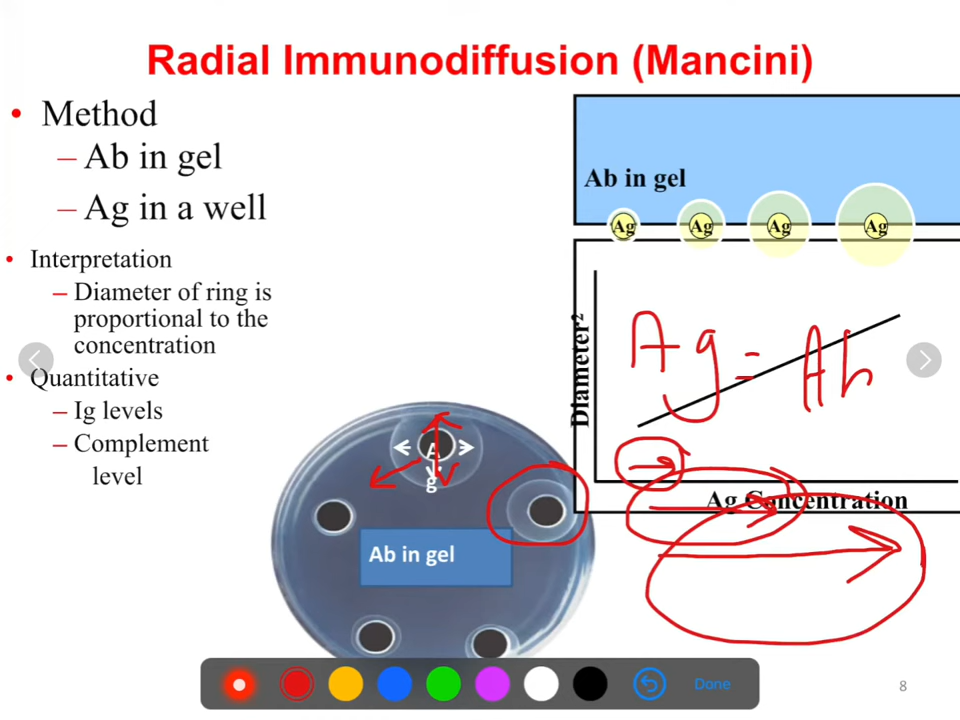 Radial Immunodiffusion (Mancini)
• Method
– Ab in gel
– Ag in a well
• Interpretation
– Diameter of ring is
proportional to the
concentration
• Quantitative
– Ig levels
– Complement
level
Ab in gel
Ag Ag Ag Ag
Diameter²
Ag = Ab
Ag Concentration
A
g
Ab in gel
Done
8